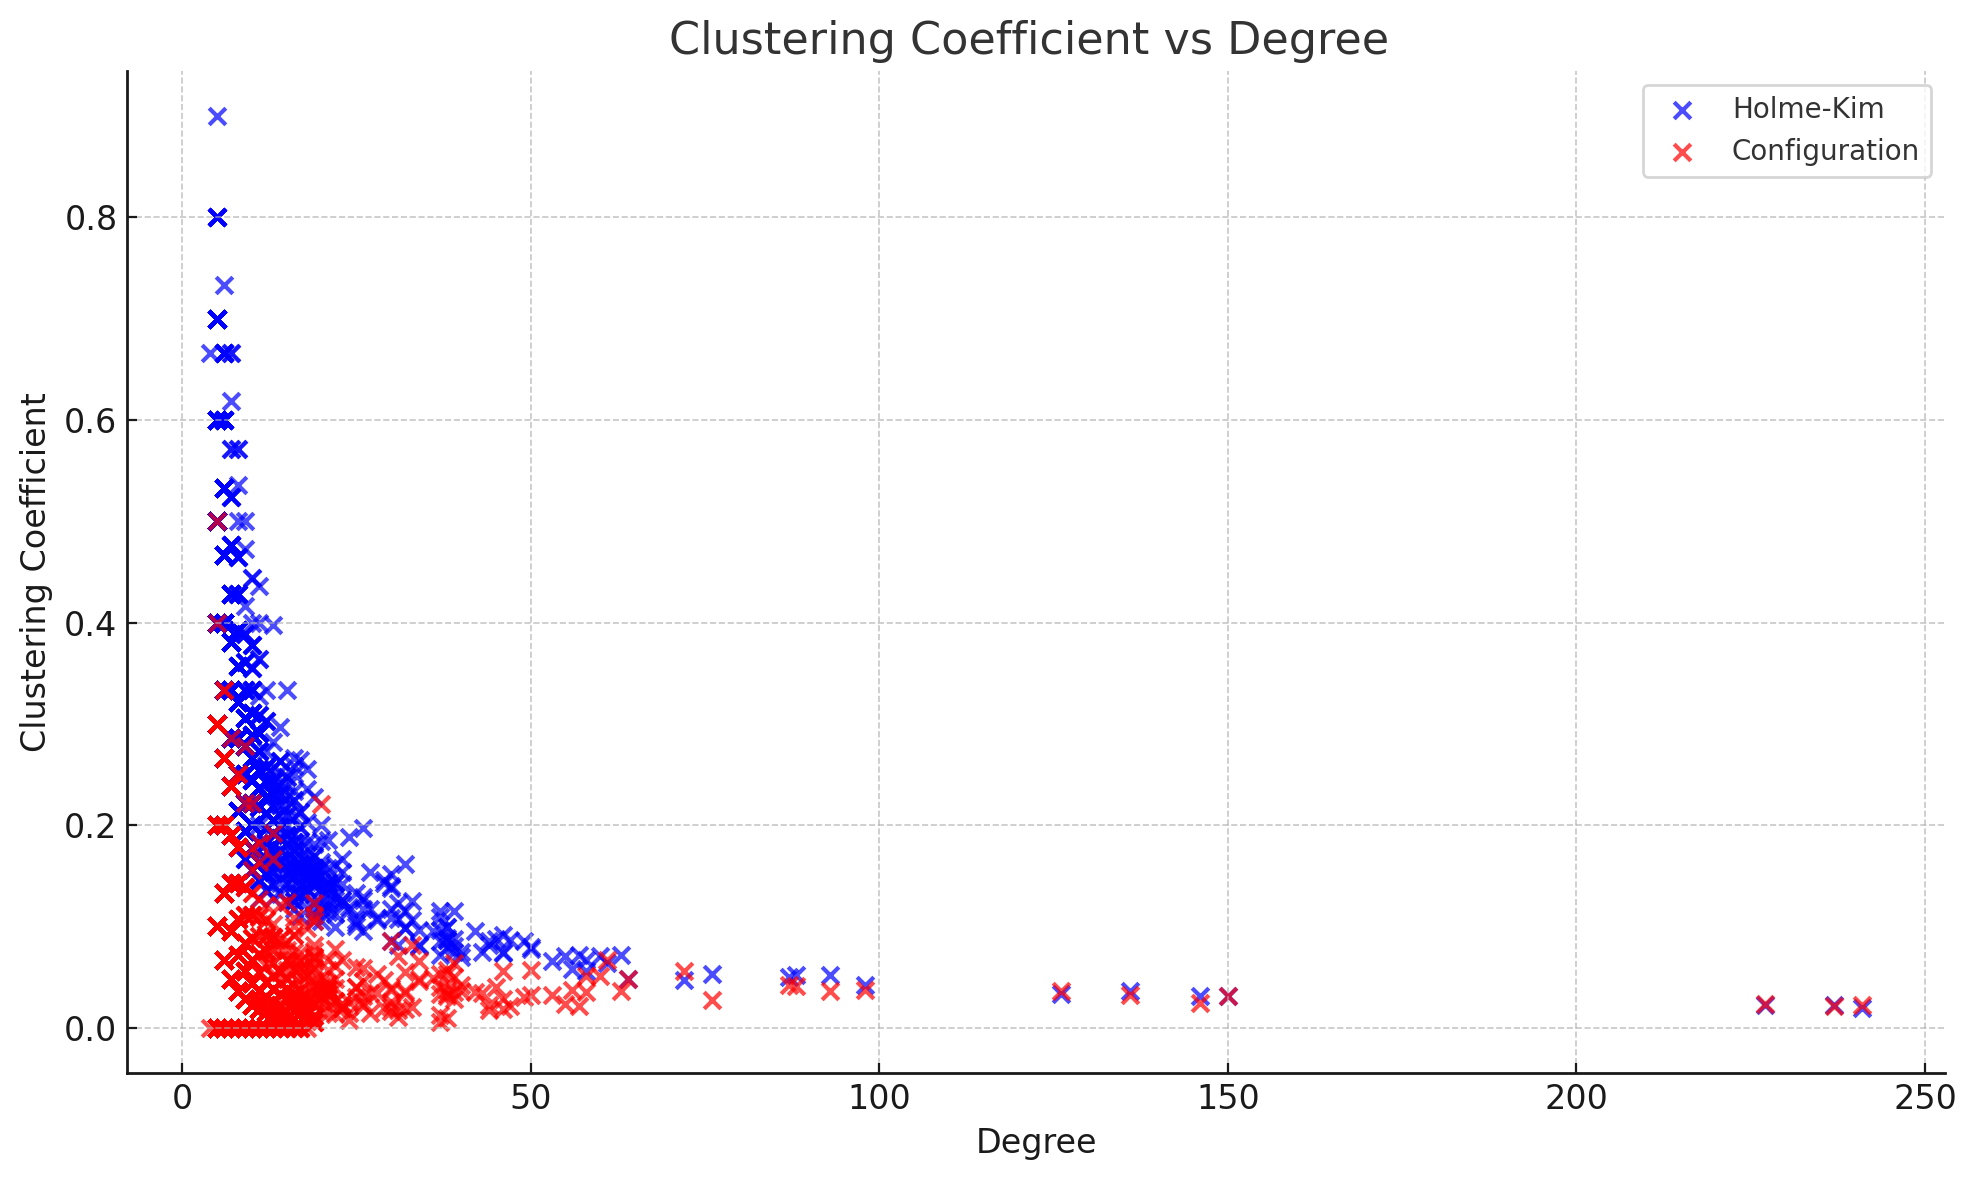 Clustering Coefficient vs Degree
Holme-Kim
Configuration
Clustering Coefficient
0.8
0.6
0.4
0.2
0.0
0 50 100 150 200 250
Degree